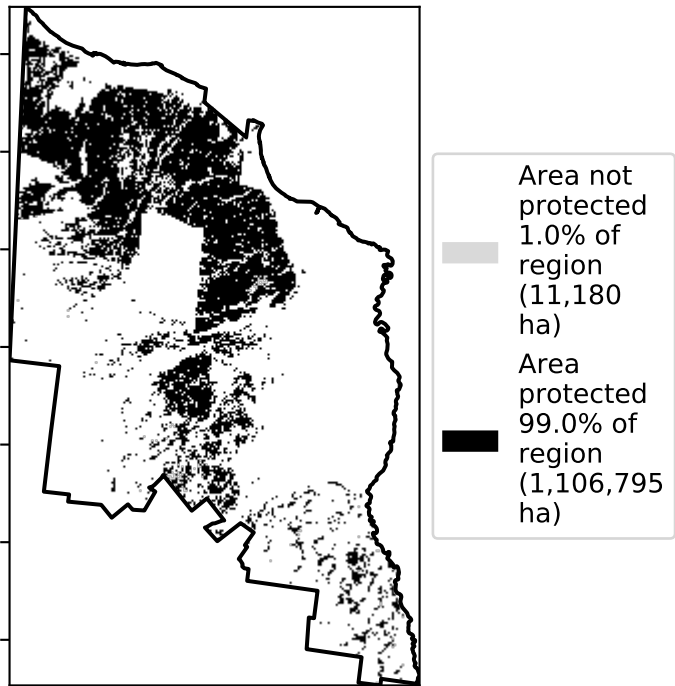 Area not
protected
1.0% of
region
(11,180
ha)
Area
protected
99.0% of
region
(1,106,795
ha)